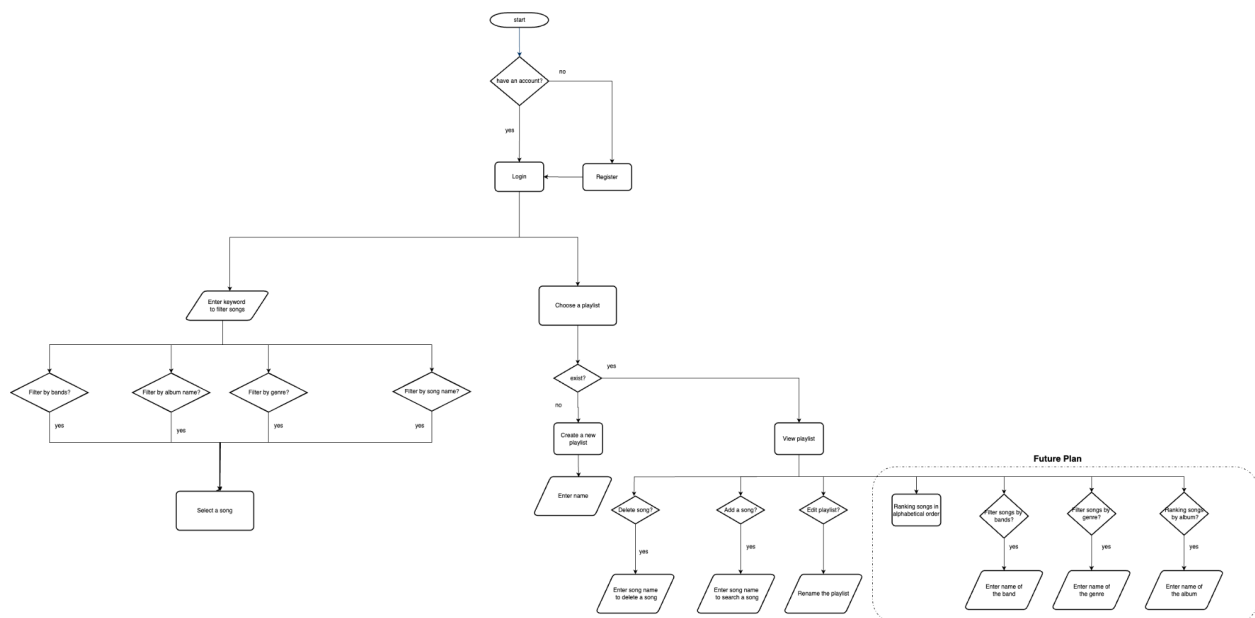 start
have an account?
no
yes
Login
Register
Enter keyword
to filter songs
Choose a playlist
Filter by bands?
Filter by album name?
Filter by genre?
Filter by song name?
yes
yes
yes
yes
Select a song
exist?
yes
no
Create a new
playlist
View playlist
Enter name
Future Plan
Delete song?
Add a song?
Edit playlist?
Ranking songs in
alphabetical order
Filter songs by
bands?
Filter songs by
genre?
Ranking songs
by album?
yes
yes
yes
yes
yes
Enter song name
to delete a song
Enter song name
to search a song
Rename the playlist
Enter name of
the band
Enter name of
the genre
Enter name of
the album